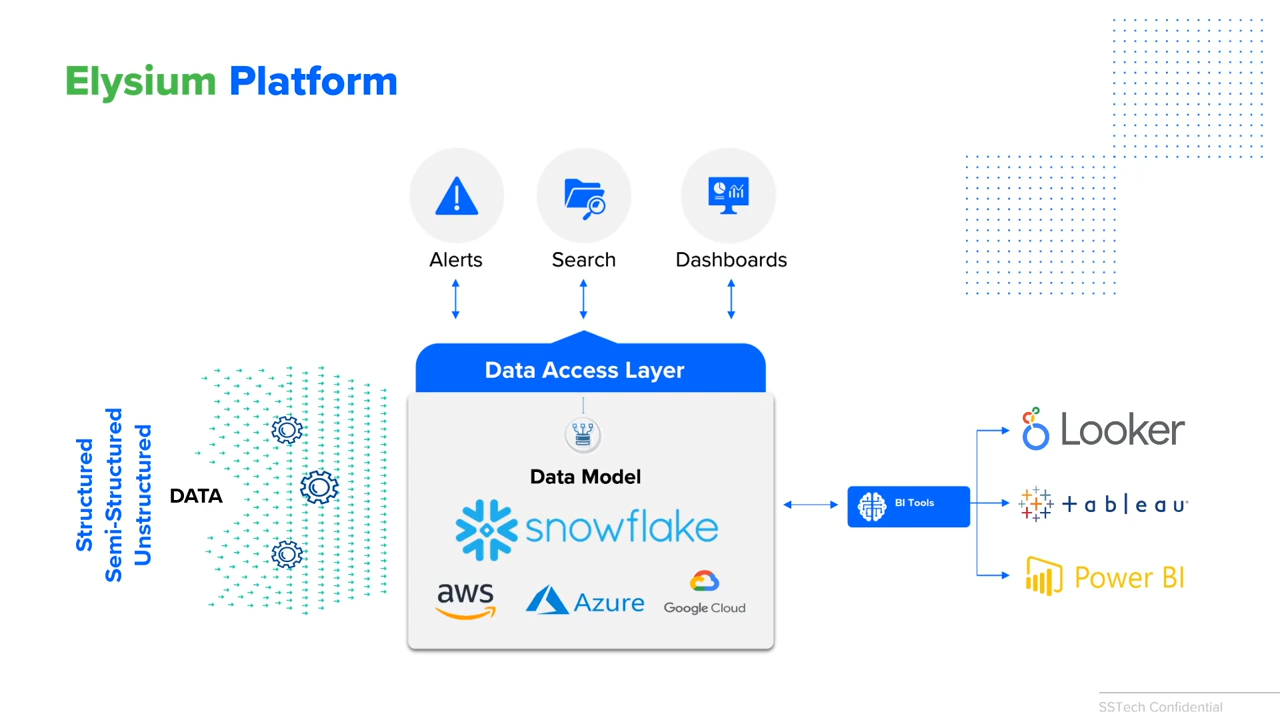 Elysium Platform
Alerts
Search
Dashboards
Data Access Layer
Data Model
snowflake
aws
Azure
Google Cloud
Structured
Semi-Structured
Unstructured
DATA
BI Tools
Looker
+ableau
Power BI
SSTech Confidential